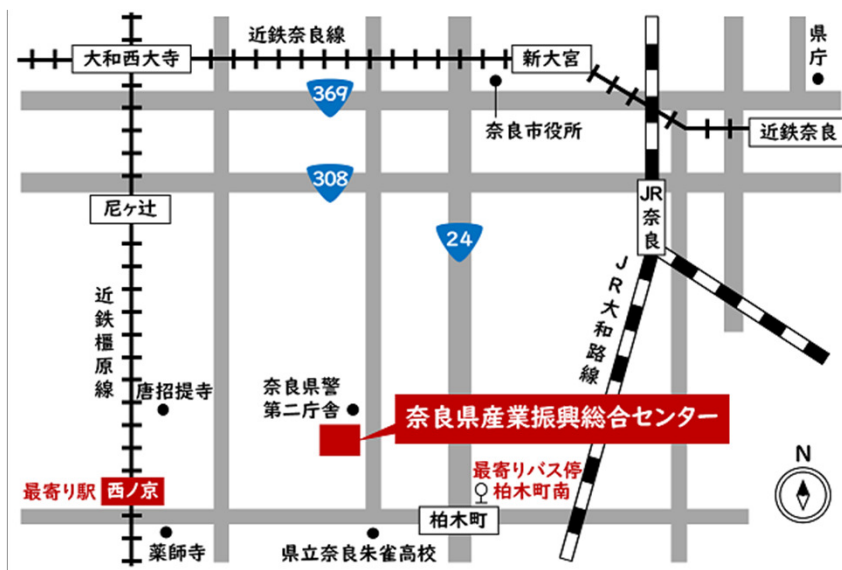 近鉄奈良線
県庁
大和西大寺
新大宮
369
奈良市役所
近鉄奈良
308
尼ヶ辻
JR奈良
24
近鉄橿原線
JR大和路線
唐招提寺
奈良県警
第二庁舎
奈良県産業振興総合センター
最寄り駅 西ノ京
最寄りバス停
柏木町南
N
柏木町
薬師寺
県立奈良朱雀高校